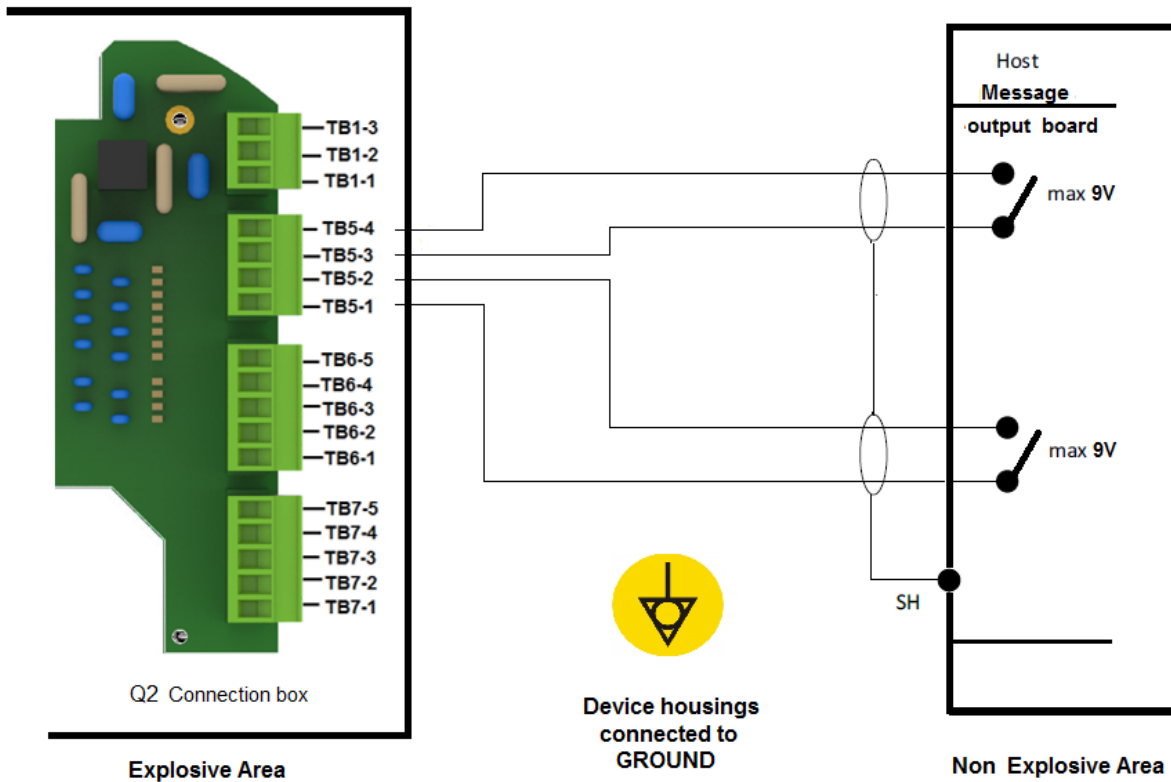 Host
Message
output board
TB1-3
TB1-2
TB1-1
max 9V
TB5-4
TB5-3
TB5-2
TB5-1
TB6-5
TB6-4
TB6-3
TB6-2
TB6-1
max 9V
TB7-5
TB7-4
TB7-3
TB7-2
TB7-1
SH
Q2 Connection box
Device housings
connected to
GROUND
Explosive Area
Non Explosive Area